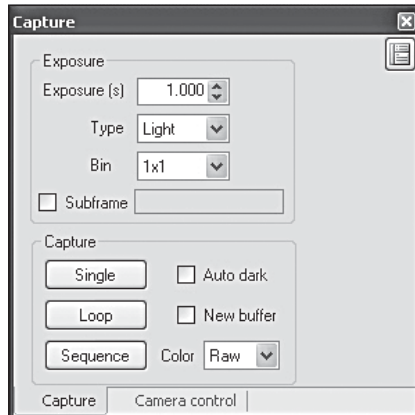 Capture
Exposure
Exposure (s) 1.000
Type Light
Bin 1x1
Subframe
Capture
Single Auto dark
Loop New buffer
Sequence Color Raw
Capture Camera control